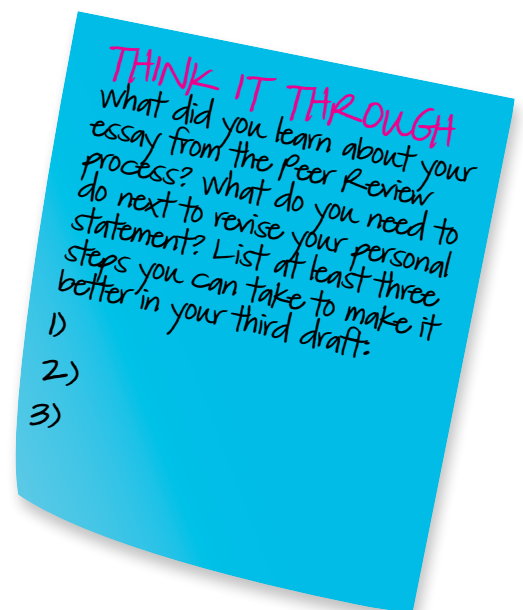 THINK IT THROUGH
What did you learn about your
essay from the Peer Review
process? What do you need to
do next to revise your personal
statement? List at least three
steps you can take to make it
better in your third draft:
1)
2)
3)